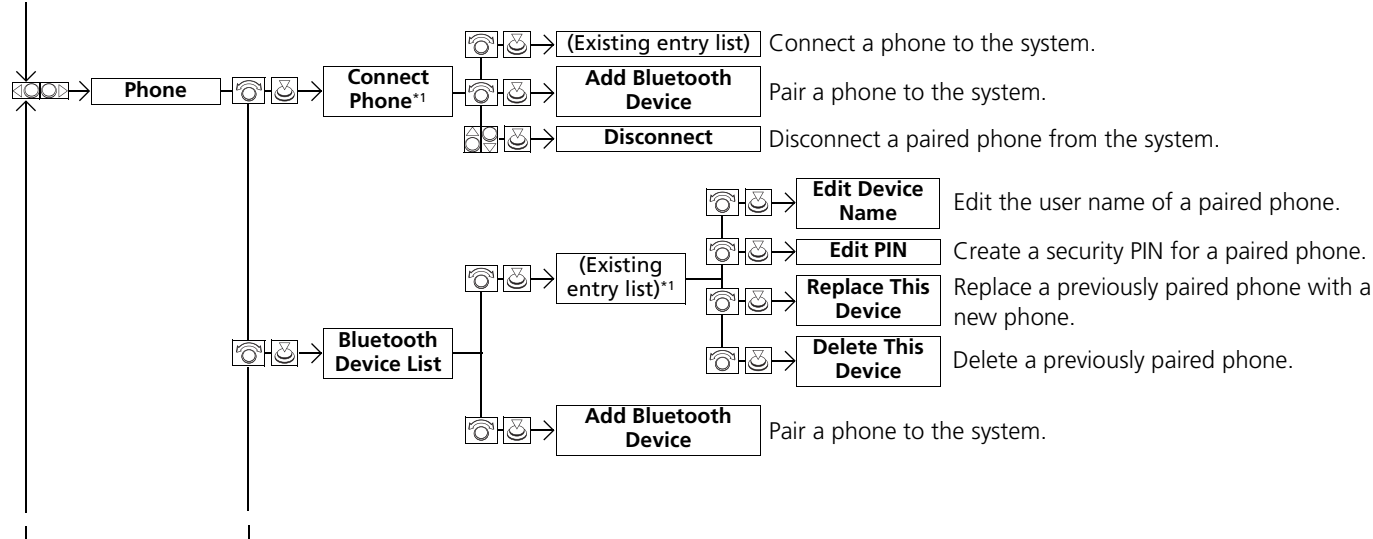 (Existing entry list) Connect a phone to the system.
Phone
Connect
Phone*1
Add Bluetooth
Device
Pair a phone to the system.
Disconnect Disconnect a paired phone from the system.
Edit Device
Name
Edit the user name of a paired phone.
Edit PIN Create a security PIN for a paired phone.
(Existing
entry list)*1
Replace This
Device
Replace a previously paired phone with a
new phone.
Bluetooth
Device List
Delete This
Device
Delete a previously paired phone.
Add Bluetooth
Device
Pair a phone to the system.